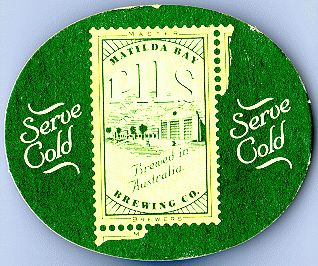 MASTER
MATILDA BAY
PILS
Serve
Cold
Serve
Cold
Brewed in
Australia
BREWING CO.
BREWERS
M